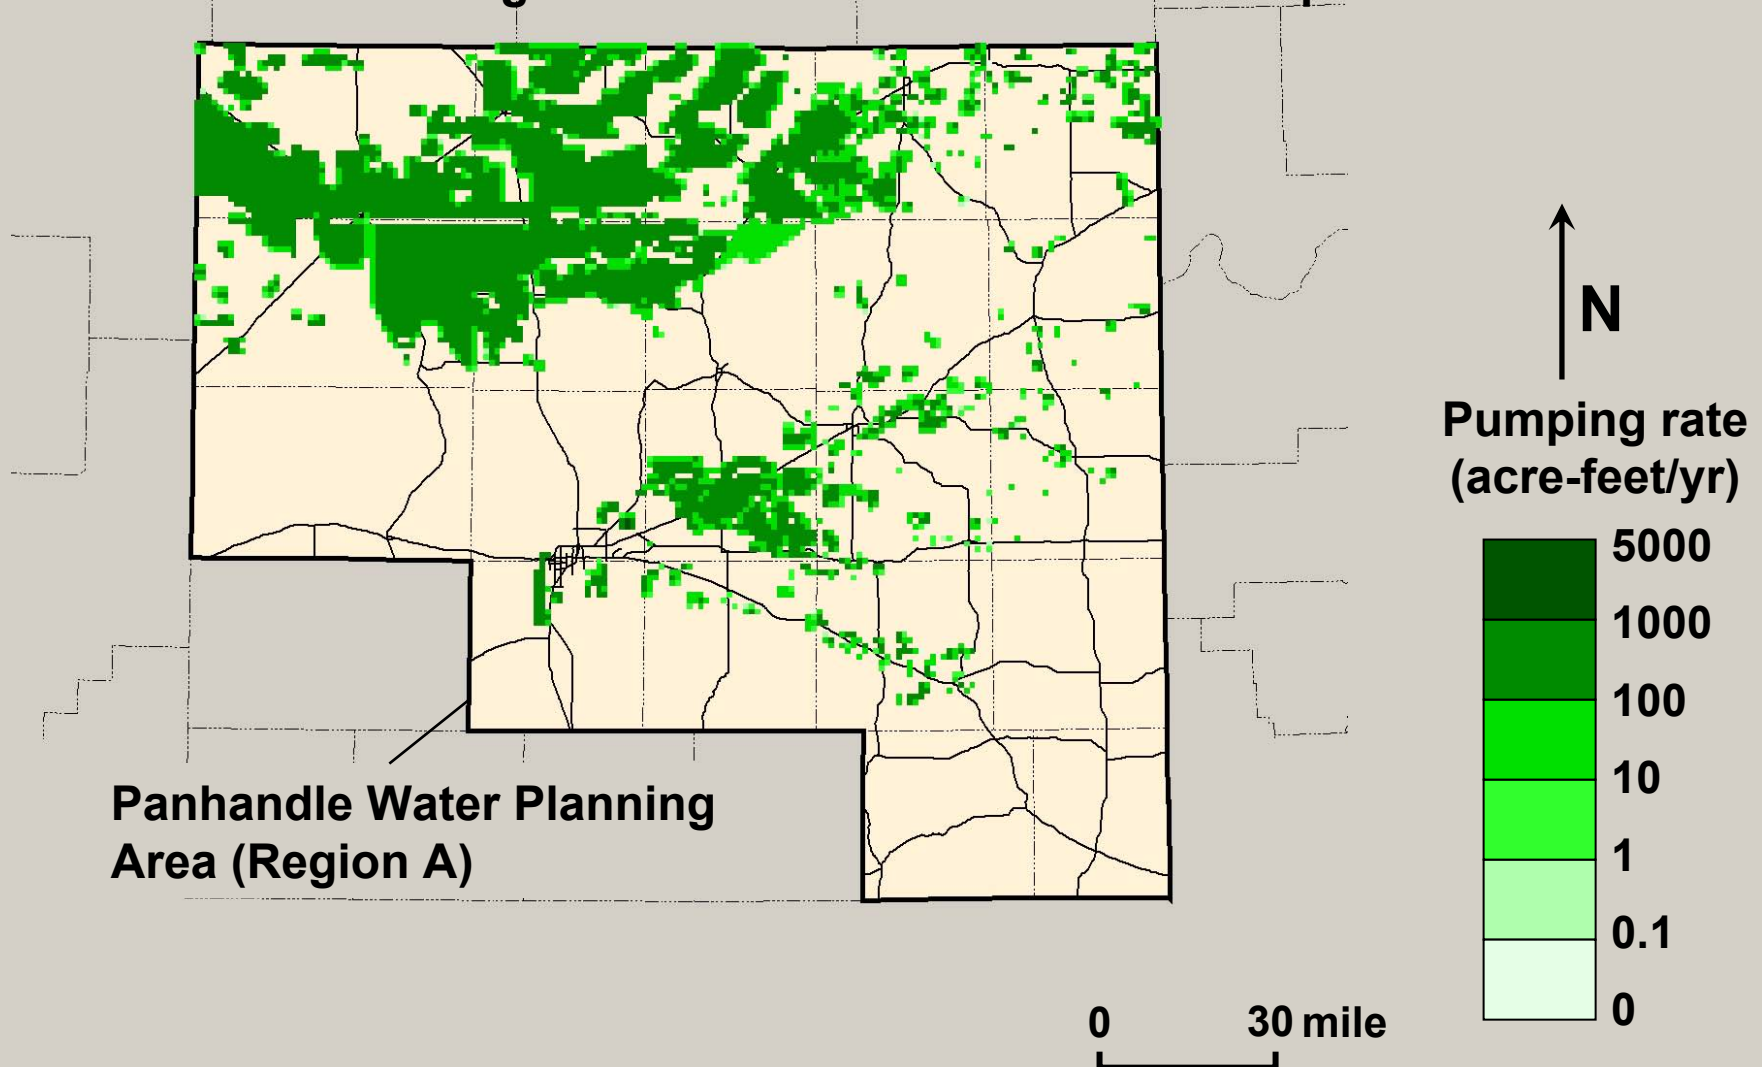 N
Pumping rate
(acre-feet/yr)
5000
1000
100
10
1
0.1
0
Panhandle Water Planning
Area (Region A)
0 30 mile